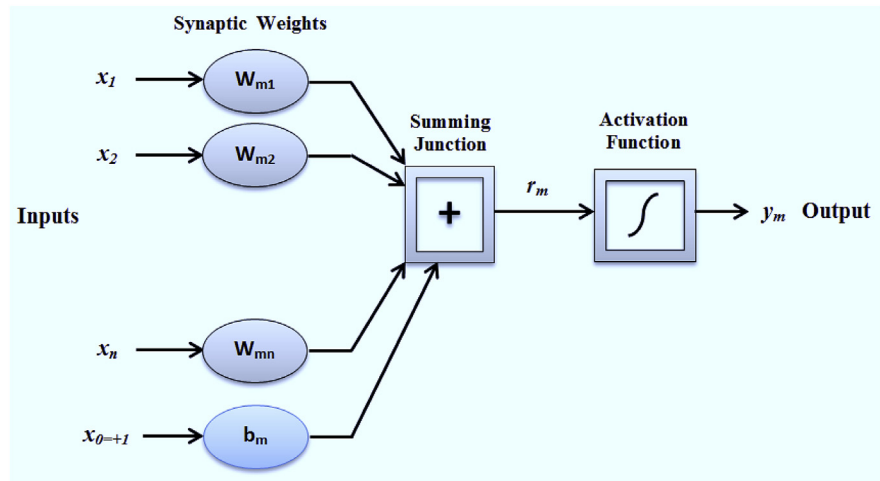 Synaptic Weights
x1
Wm1
Summing
Junction
Activation
Function
x2
Wm2
Inputs
+
rm
ym Output
xn
Wmn
x0=+1
bm